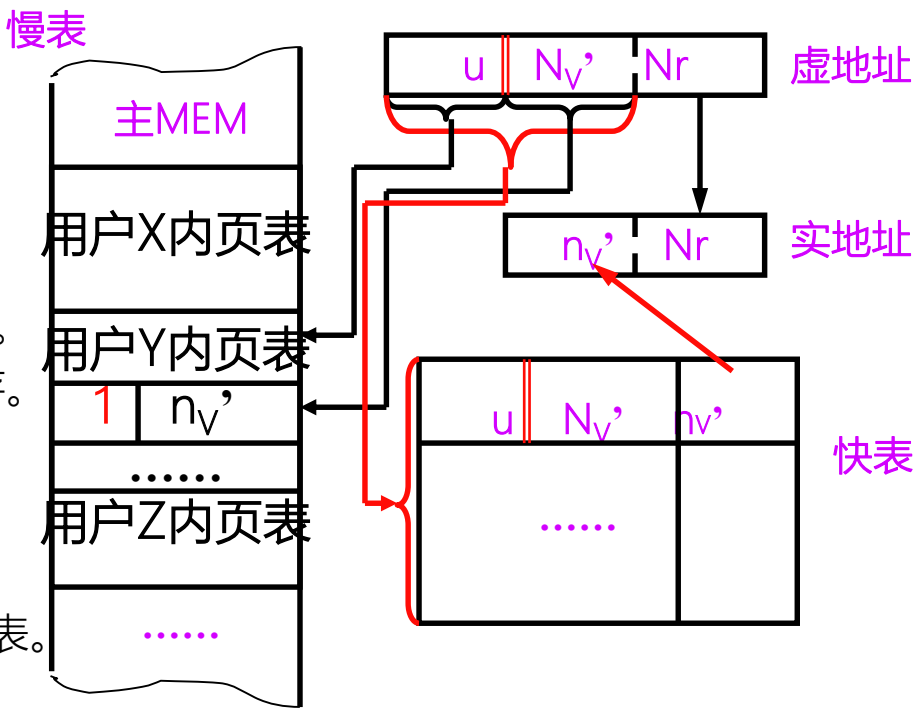 慢表
u Nv’ Nr 虚地址
主MEM
用户X内页表
nv’ Nr 实地址
用户Y内页表
。
1 nv’
。
u Nv’ nv’
快表
……
用户Z内页表
……
表。
……